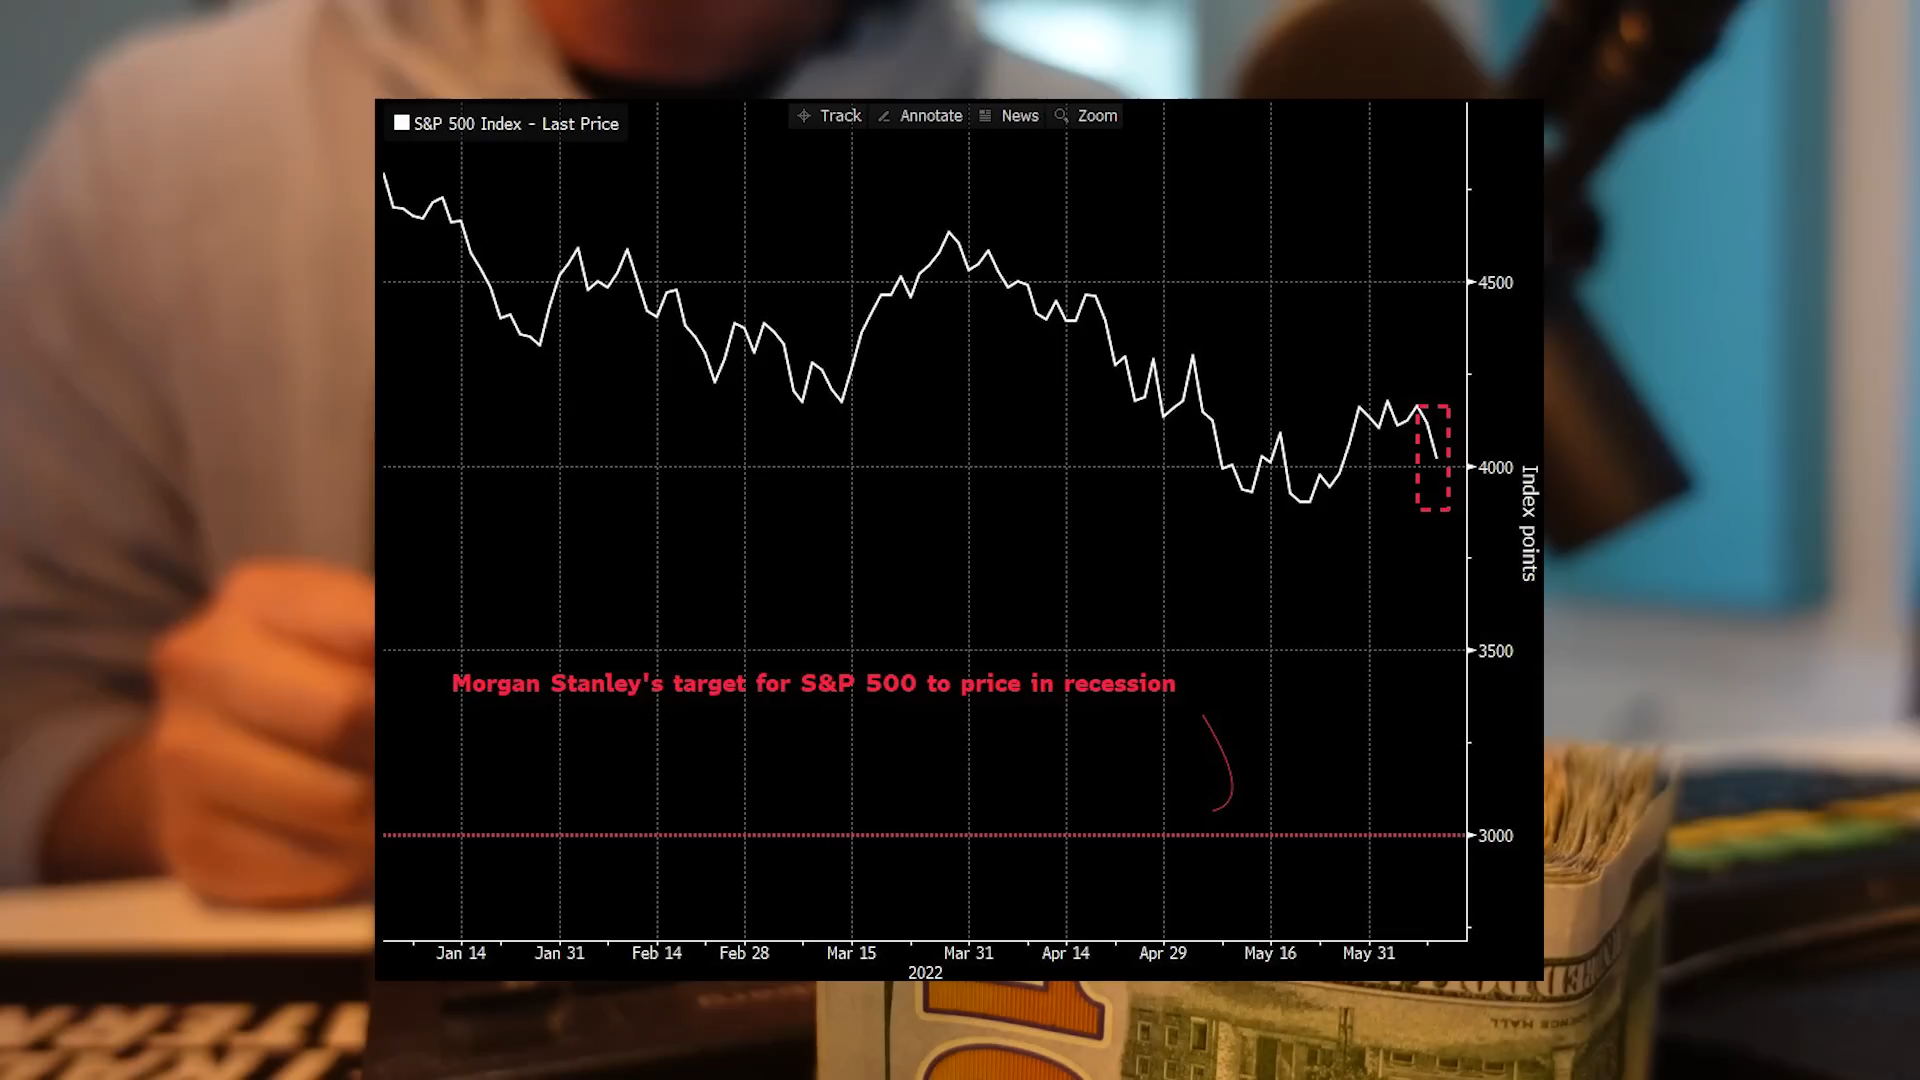 S&P 500 Index - Last Price
Track Annotate News Zoom
4500
4000
3500
3000
Index points
Morgan Stanley's target for S&P 500 to price in recession
Jan 14 Jan 31 Feb 14 Feb 28 Mar 15 Mar 31 Apr 14 Apr 29 May 16 May 31
2022